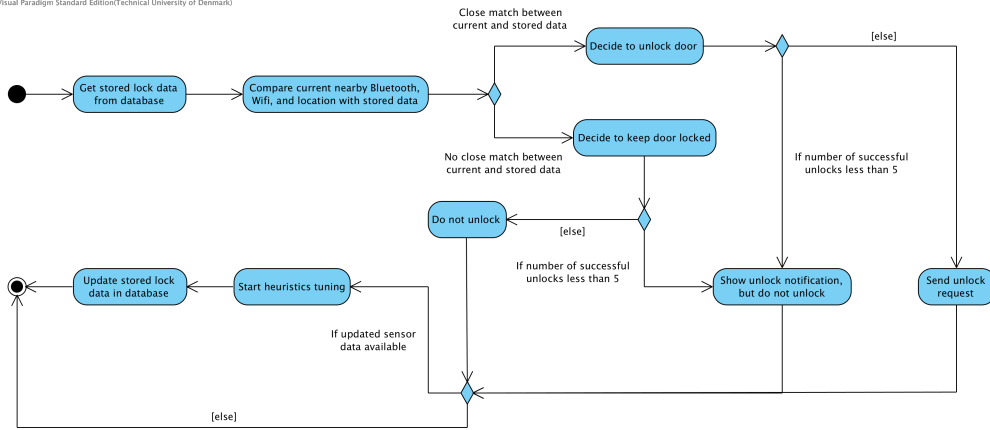 Visual Paradigm Standard Edition(Technical University of Denmark)
Close match between
current and stored data
Decide to unlock door
[else]
Get stored lock data
from database
Compare current nearby Bluetooth,
Wifi, and location with stored data
Decide to keep door locked
No close match between
current and stored data
If number of successful
unlocks less than 5
Do not unlock
[else]
If number of successful
unlocks less than 5
Update stored lock
data in database
Start heuristics tuning
Show unlock notification,
but do not unlock
Send unlock
request
If updated sensor
data available
[else]